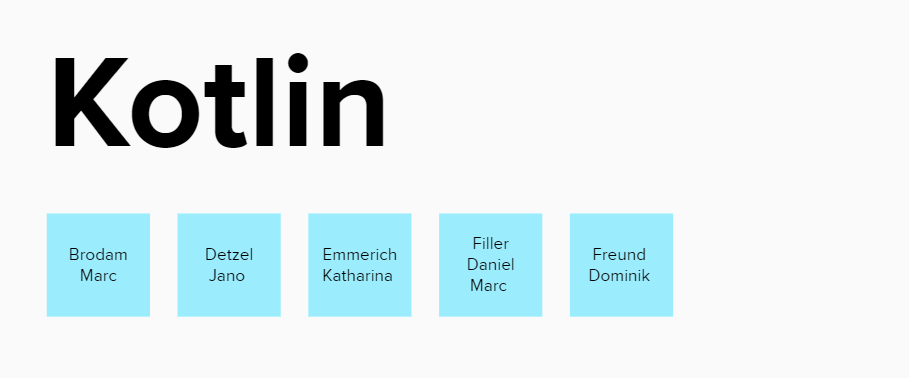 Kotlin
Brodam
Marc
Detzel
Jano
Emmerich
Katharina
Filler
Daniel
Marc
Freund
Dominik